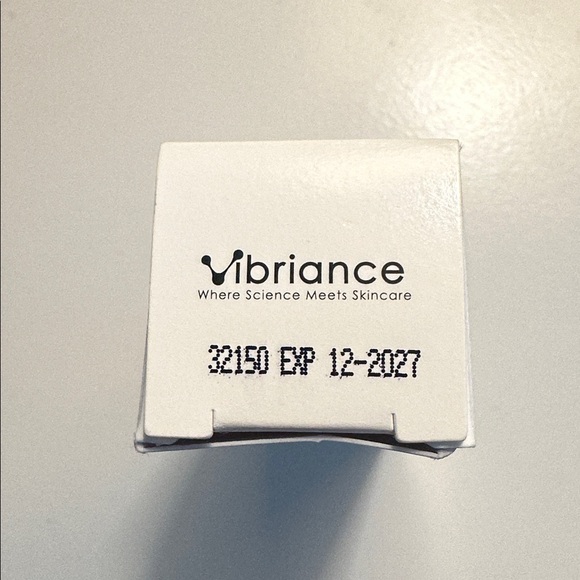 Vibriance
Where Science Meets Skincare
32150 EXP 12-2027